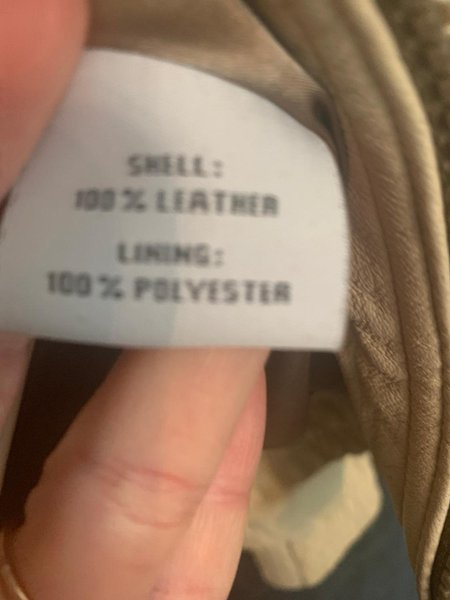 SHELL:
100% LEATHER
LINING:
100% POLYESTER